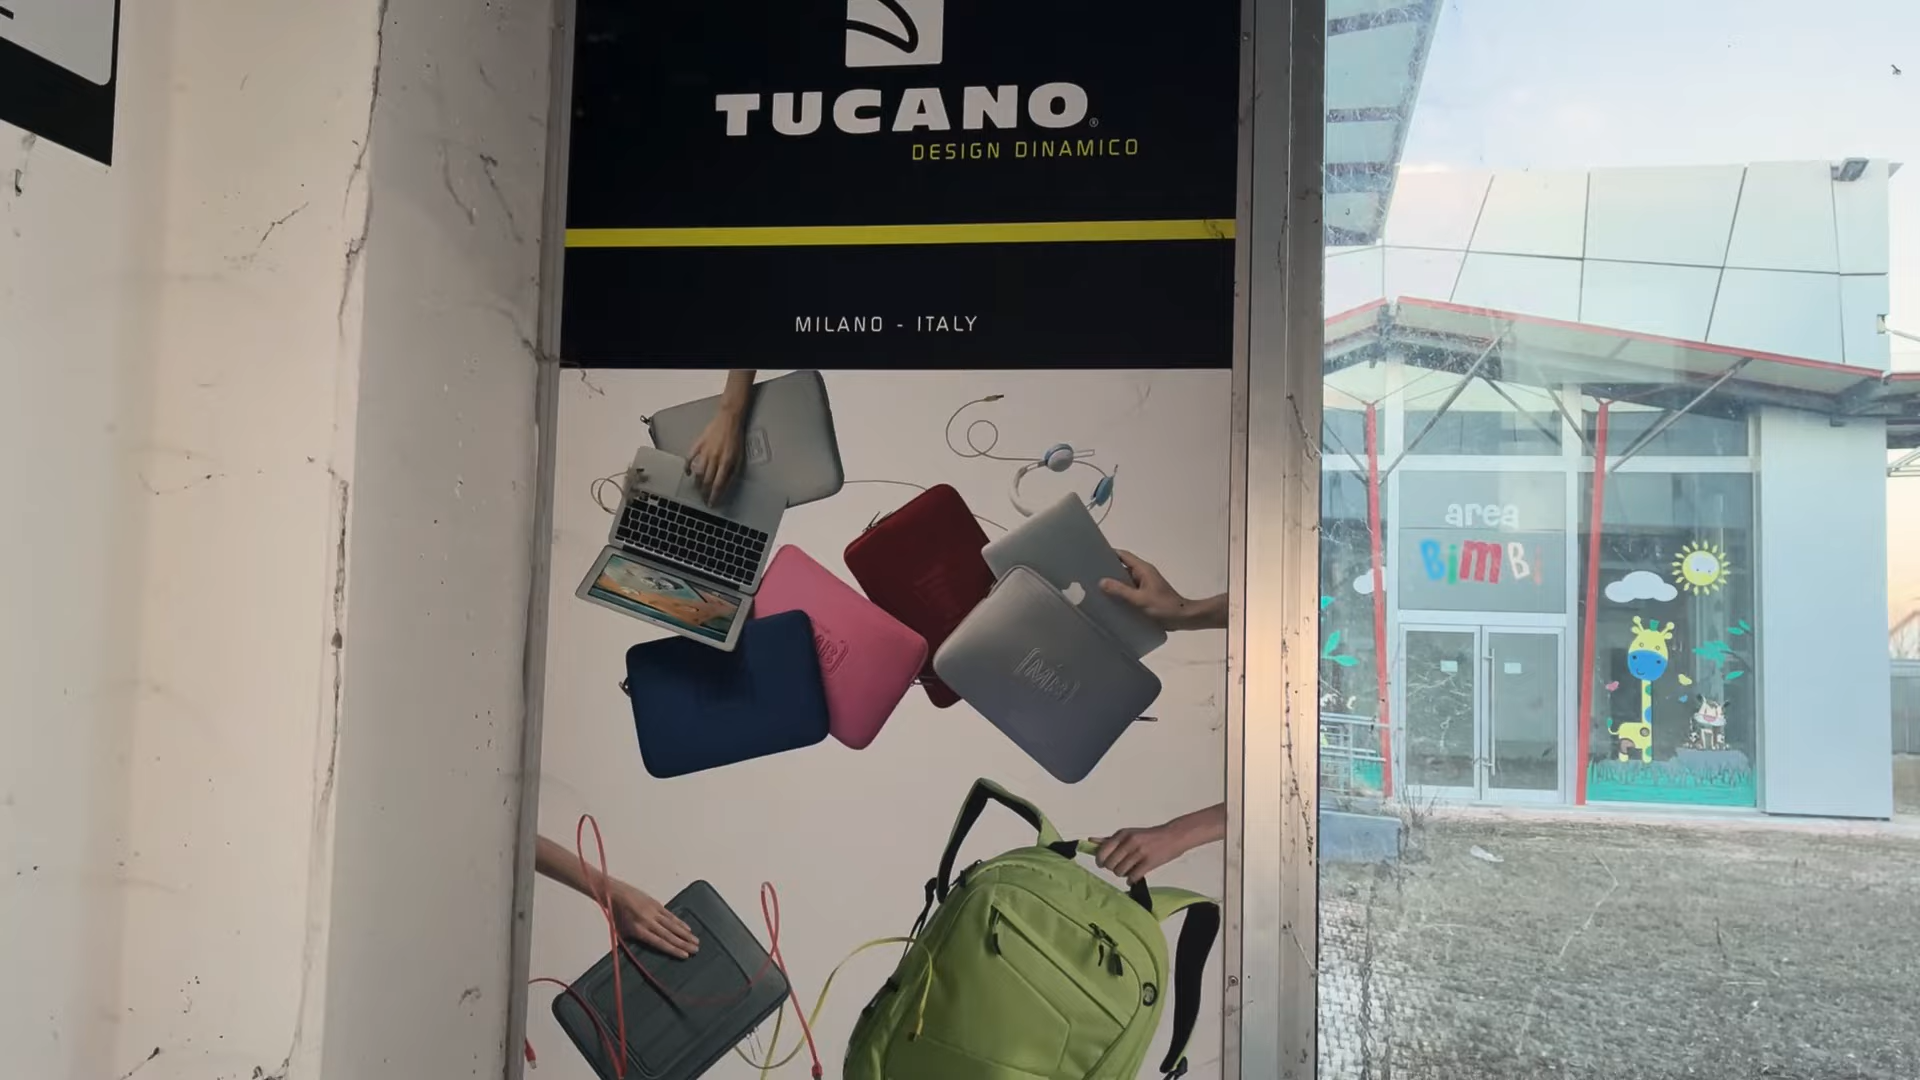 TUCANO®
DESIGN DINAMICO
MILANO - ITALY
area
BiMBi